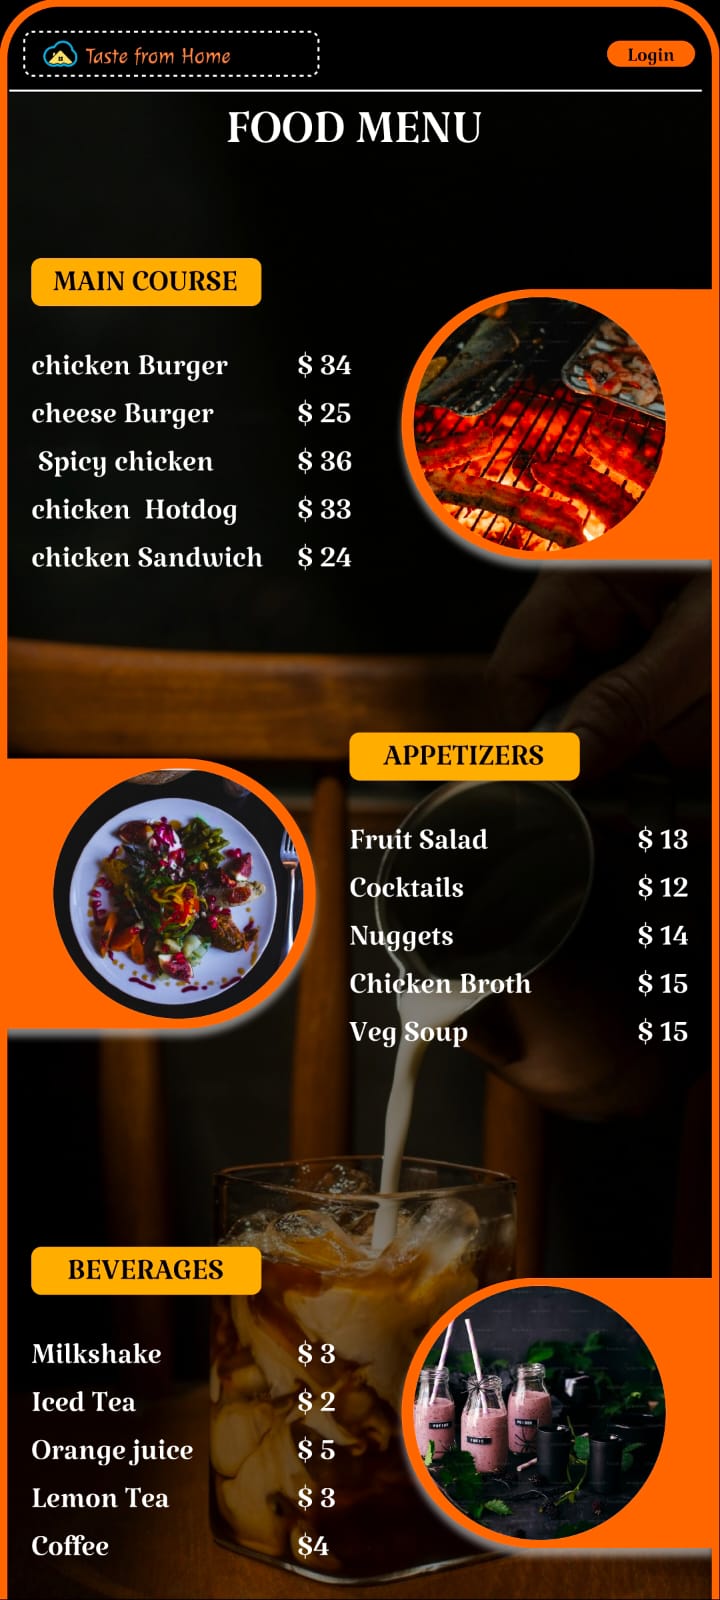 Taste from Home
Login
FOOD MENU
MAIN COURSE
chicken Burger $ 34
cheese Burger $ 25
Spicy chicken $ 36
chicken Hotdog $ 33
chicken Sandwich $ 24
APPETIZERS
Fruit Salad $ 13
Cocktails $ 12
Nuggets $ 14
Chicken Broth $ 15
Veg Soup $ 15
BEVERAGES
Milkshake $ 3
Iced Tea $ 2
Orange juice $ 5
Lemon Tea $ 3
Coffee $4